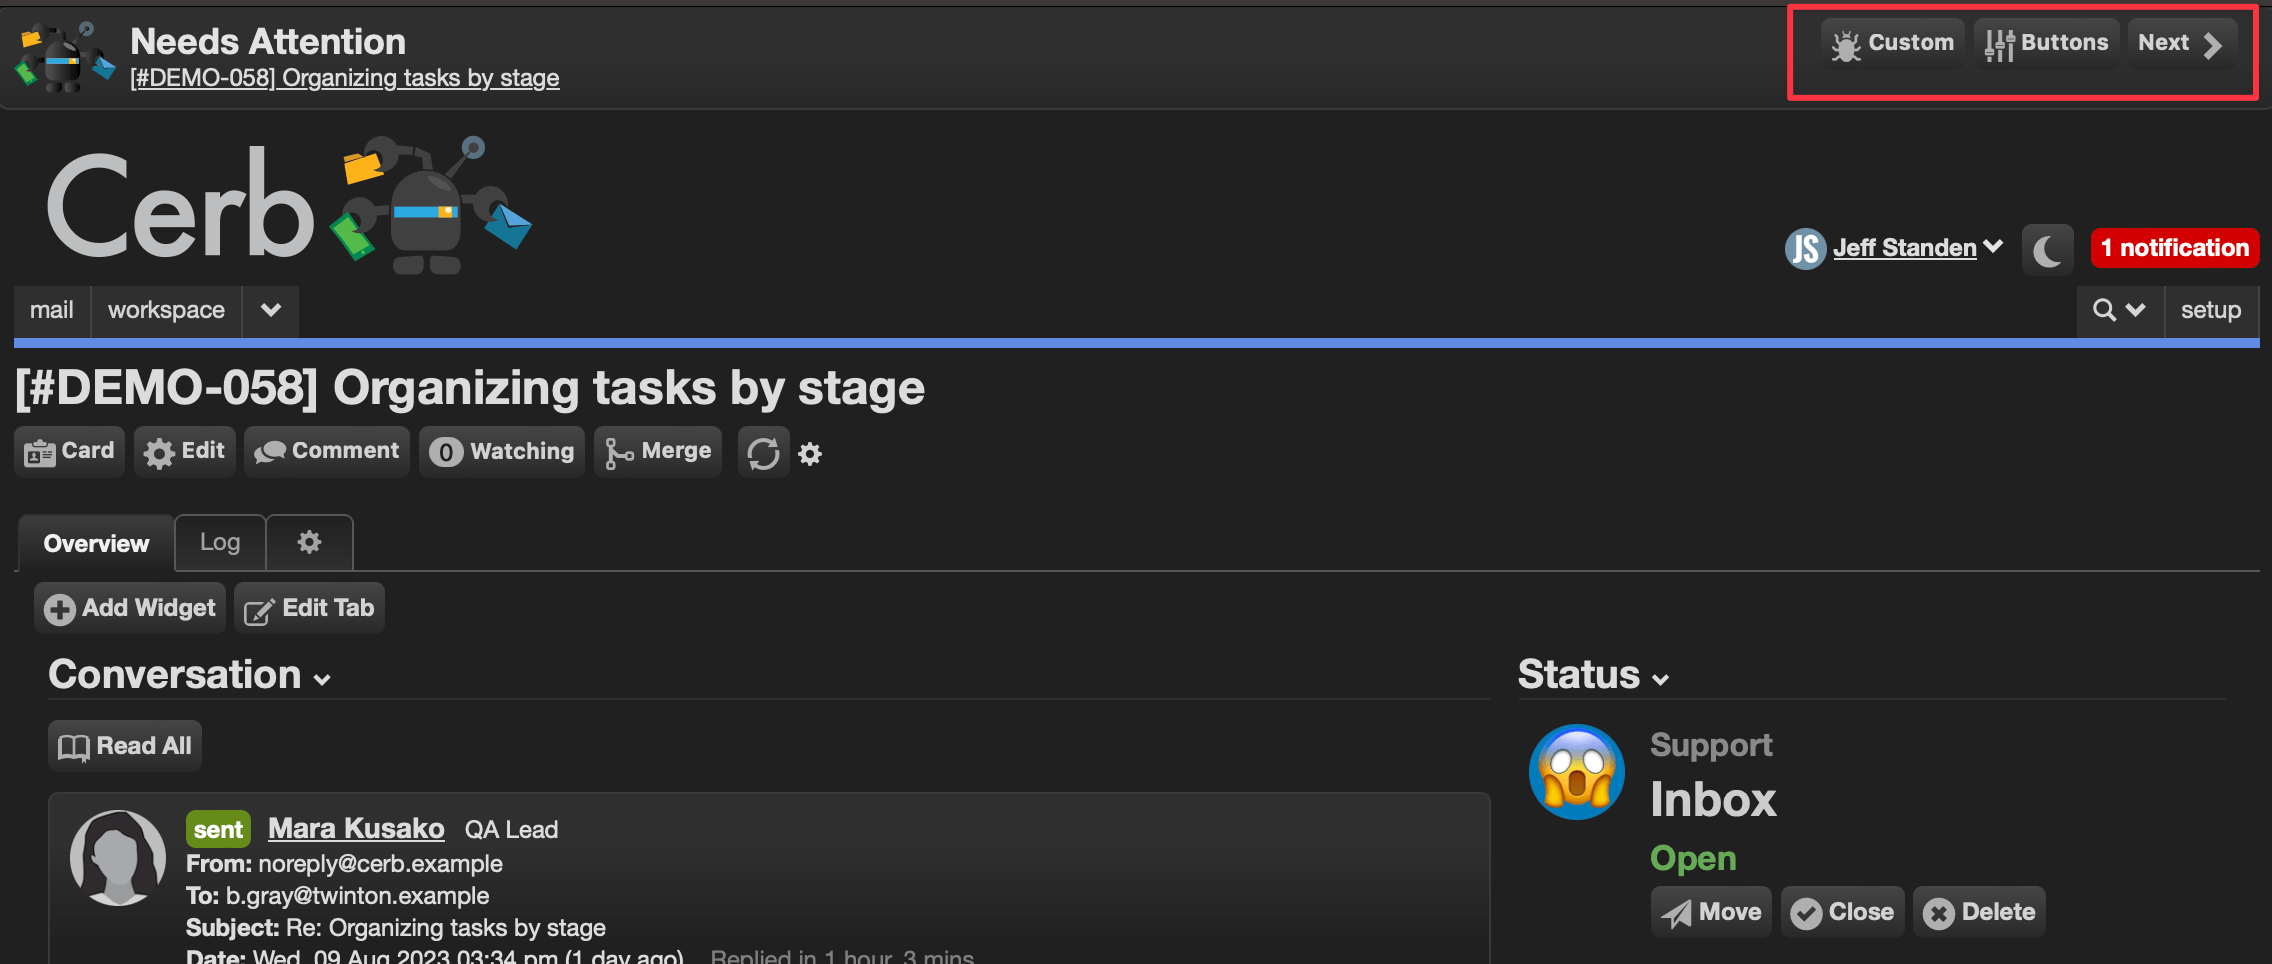 Needs Attention
[#DEMO-058] Organizing tasks by stage
Custom
Buttons
Next
Cerb
JS Jeff Standen
1 notification
mail
workspace
setup
[#DEMO-058] Organizing tasks by stage
Card
Edit
Comment
0 Watching
Merge
Overview
Log
Add Widget
Edit Tab
Conversation
Read All
sent Mara Kusako QA Lead
From: noreply@cerb.example
To: b.gray@twinton.example
Subject: Re: Organizing tasks by stage
Date: Wed, 09 Aug 2023 03:34 pm (1 day ago) Replied in 1 hour, 3 mins
Status
Support
Inbox
Open
Move
Close
Delete